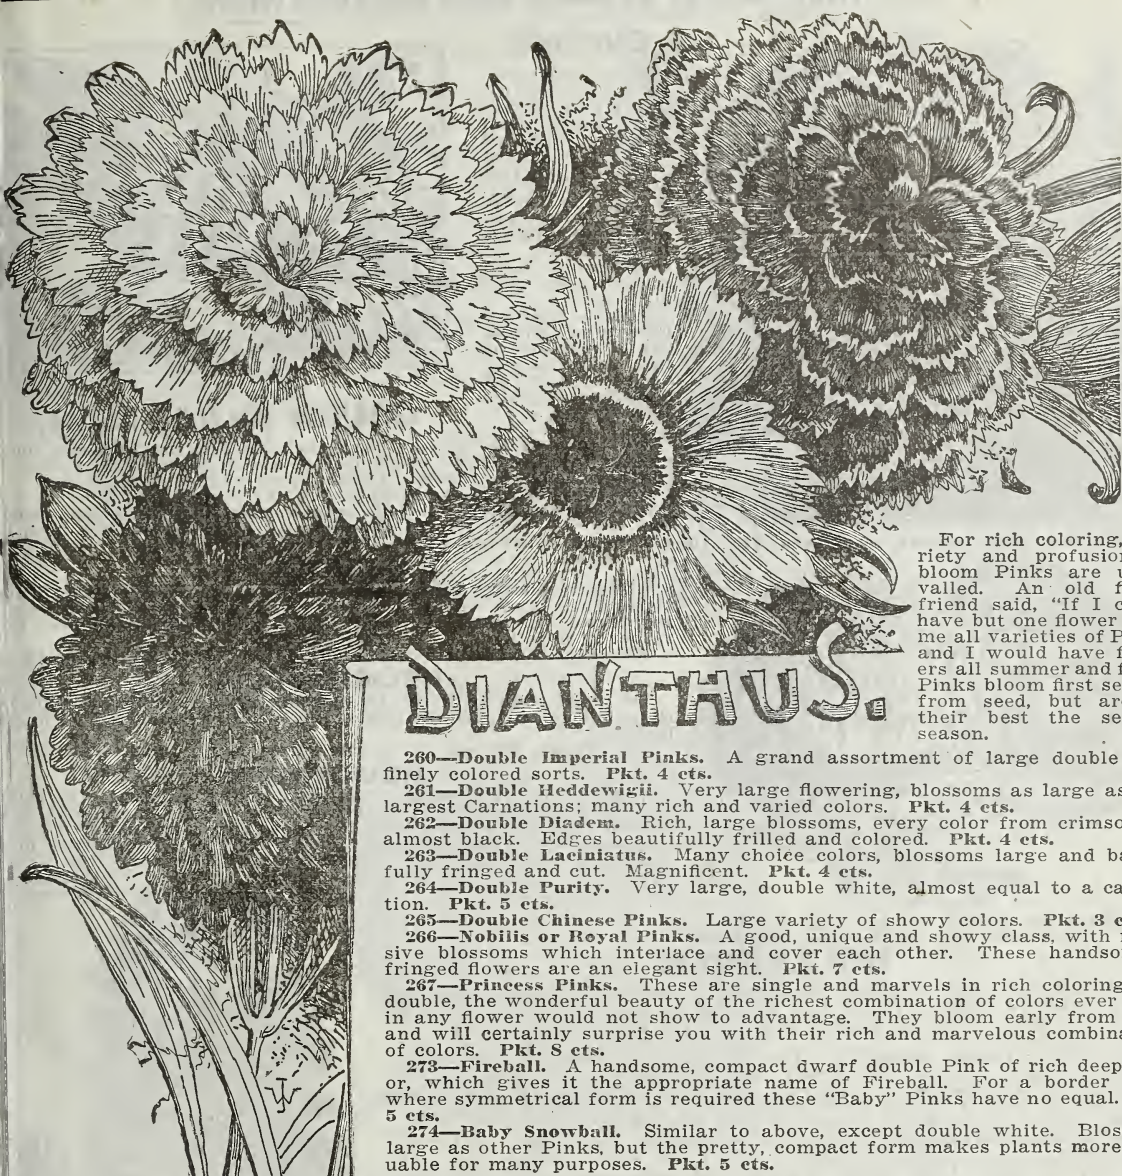 For rich coloring,
riety and profusion
bloom Pinks are
valled. An old
friend said, "If I
have but one flower
me all varieties of
and I would have
ers all summer and
Pinks bloom first
from seed, but
their best the
season.
DIANTHUS.
260—Double Imperial Pinks. A grand assortment of large double
finely colored sorts. Pkt. 4 cts.
261—Double Heddewigii. Very large flowering, blossoms as large as
largest Carnations; many rich and varied colors. Pkt. 4 cts.
262—Double Diadem. Rich, large blossoms, every color from
almost black. Edges beautifully frilled and colored. Pkt. 4 cts.
263—Double Laciniatus. Many choice colors, blossoms large and
fully fringed and cut. Magnificent. Pkt. 4 cts.
264—Double Purity. Very large, double white, almost equal to a
tion. Pkt. 5 cts.
265—Double Chinese Pinks. Large variety of showy colors. Pkt. 3
266—Nobilis or Royal Pinks. A good, unique and showy class, with
sive blossoms which interlace and cover each other. These
fringed flowers are an elegant sight. Pkt. 7 cts.
267—Princess Pinks. These are single and marvels in rich coloring
double, the wonderful beauty of the richest combination of colors ever
in any flower would not show to advantage. They bloom early from
and will certainly surprise you with their rich and marvelous
of colors. Pkt. 8 cts.
273—Fireball. A handsome, compact dwarf double Pink of rich deep
or, which gives it the appropriate name of Fireball. For a border
where symmetrical form is required these "Baby" Pinks have no equal.
5 cts.
274—Baby Snowball. Similar to above, except double white.
large as other Pinks, but the pretty, compact form makes plants more
uable for many purposes. Pkt. 5 cts.